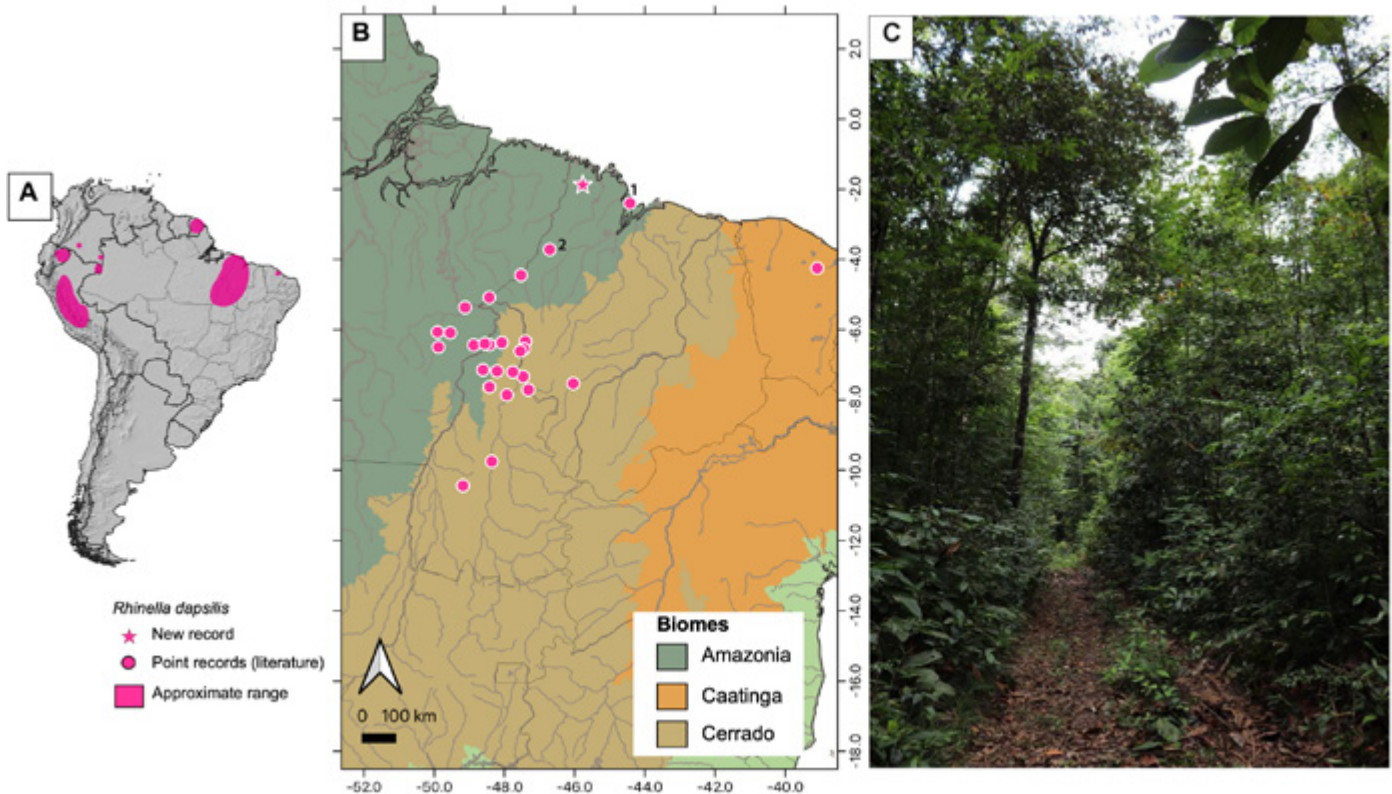 A
Rhinella dapsilis
New record
Point records (literature)
Approximate range
B
1
2
2.0
0.0
-2.0
-4.0
-6.0
-8.0
-10.0
-12.0
-14.0
-16.0
-18.0
Biomes
Amazonia
Caatinga
Cerrado
0 100 km
-52.0 -50.0 -48.0 -46.0 -44.0 -42.0 -40.0
C